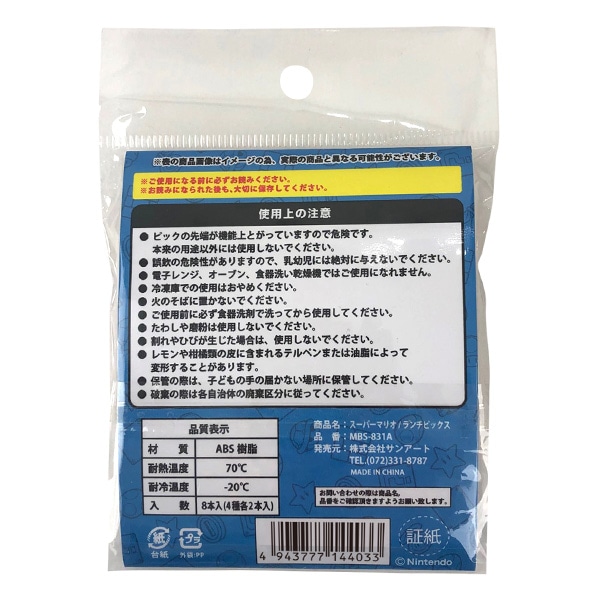 ※表の商品画像はイメージの為、実際の商品と異なる可能性がございます。
※ご使用になる前に必ずお読みください。
※お読みになられた後も、大切に保存してください。
使用上の注意
● ピックの先端が機能上とがっていますので危険です。
本来の用途以外には使用しないでください。
● 誤飲の危険性がありますので、乳幼児には絶対に与えないでください。
● 電子レンジ、オーブン、食器洗い乾燥機ではご使用になれません。
● 冷凍庫での使用はおやめください。
● 火のそばに置かないでください。
● ご使用前に必ず食器洗剤で洗ってから使用してください。
● たわしや磨粉は使用しないでください。
● 割れやひびが生じた場合は、使用しないでください。
● レモンや柑橘類の皮に含まれるテルペンまたは油脂によって
変形することがあります。
● 保管の際は、子どもの手の届かない場所に保管してください。
● 破棄の際は各自治体の廃棄区分に従ってください。
品質表示
材 質 ABS 樹脂
耐熱温度 70℃
耐冷温度 -20℃
入 数 8本入(4種各2本入)
商品名：スーパーマリオ/ランチピックス
品 番：MBS-831A
発売元：株式会社サンアート
TEL.(072)331-8787
MADE IN CHINA
お問い合わせの際は商品名、
品番をご確認頂きますようお願い致します。
紙
台紙
プラ
外袋:PP
4 943777 144033
証紙
©Nintendo